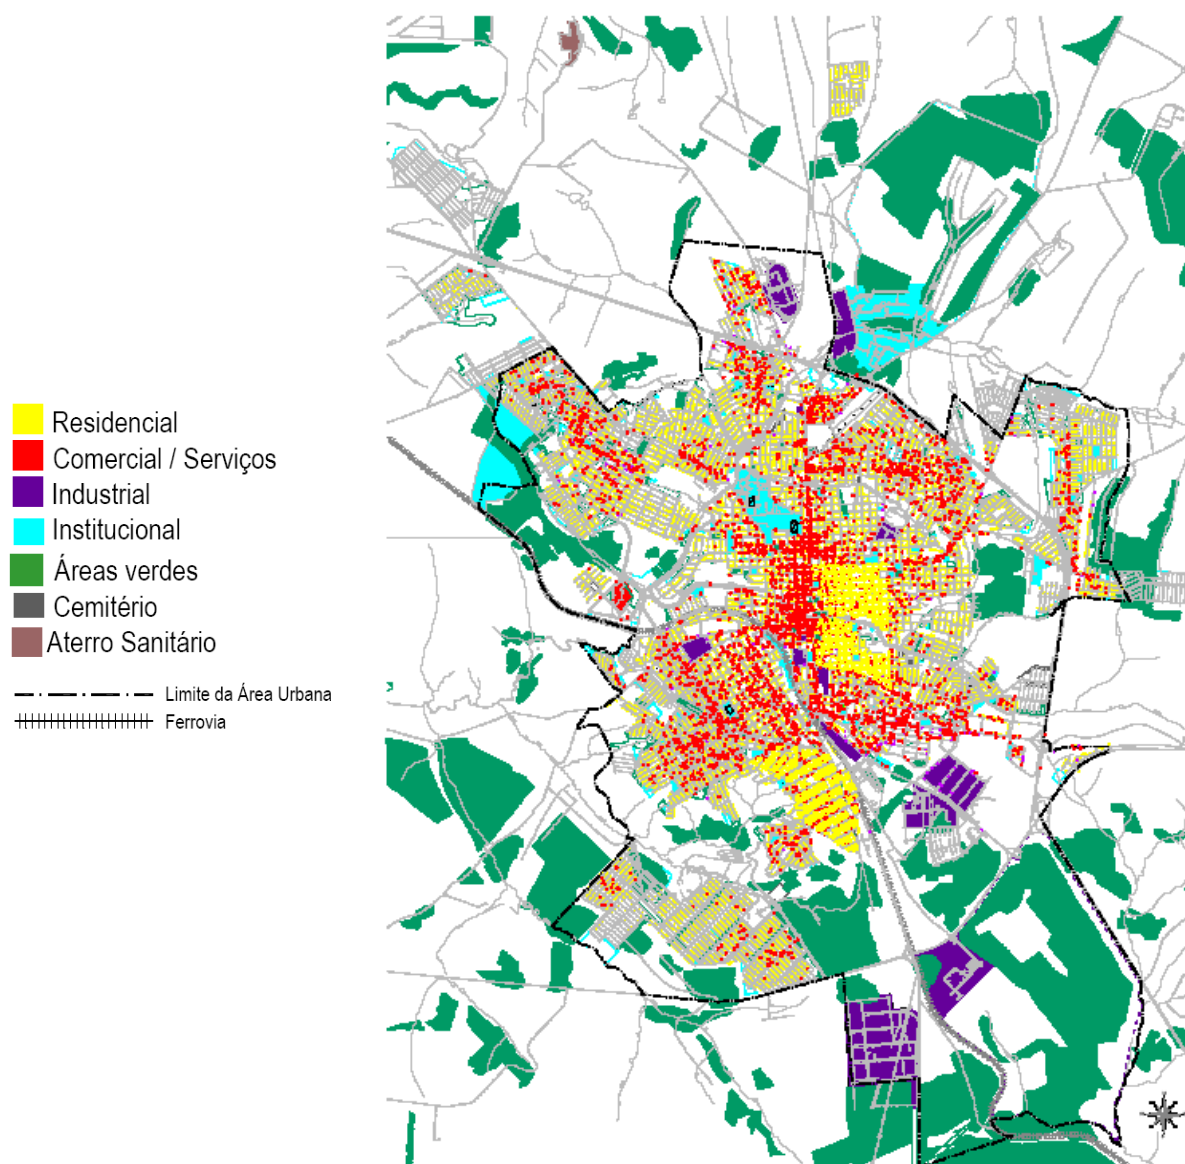 Residencial
Comercial / Serviços
Industrial
Institucional
Áreas verdes
Cemitério
Aterro Sanitário
Limite da Área Urbana
Ferrovia